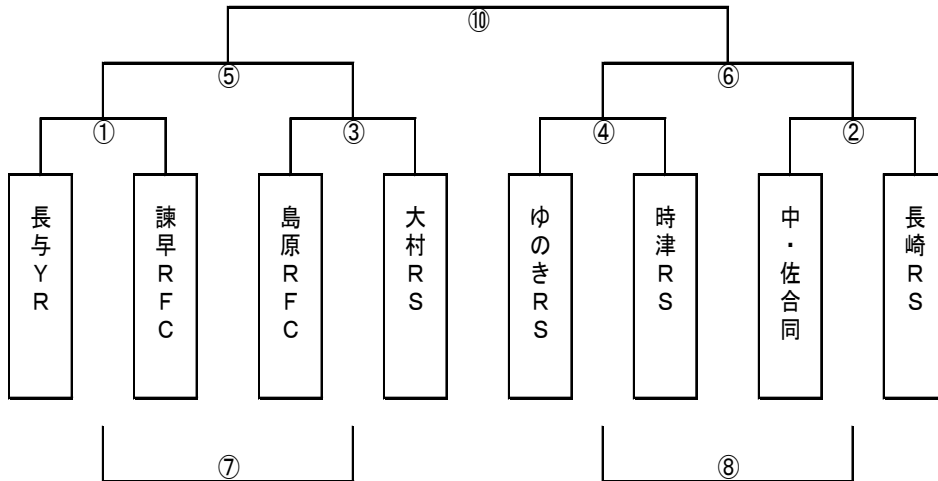 ⑩
⑤
⑥
①
③
④
②
長与YR
諫早RFC
島原RFC
大村RS
ゆのきRS
時津RS
中・佐合同
長崎RS
⑦
⑧